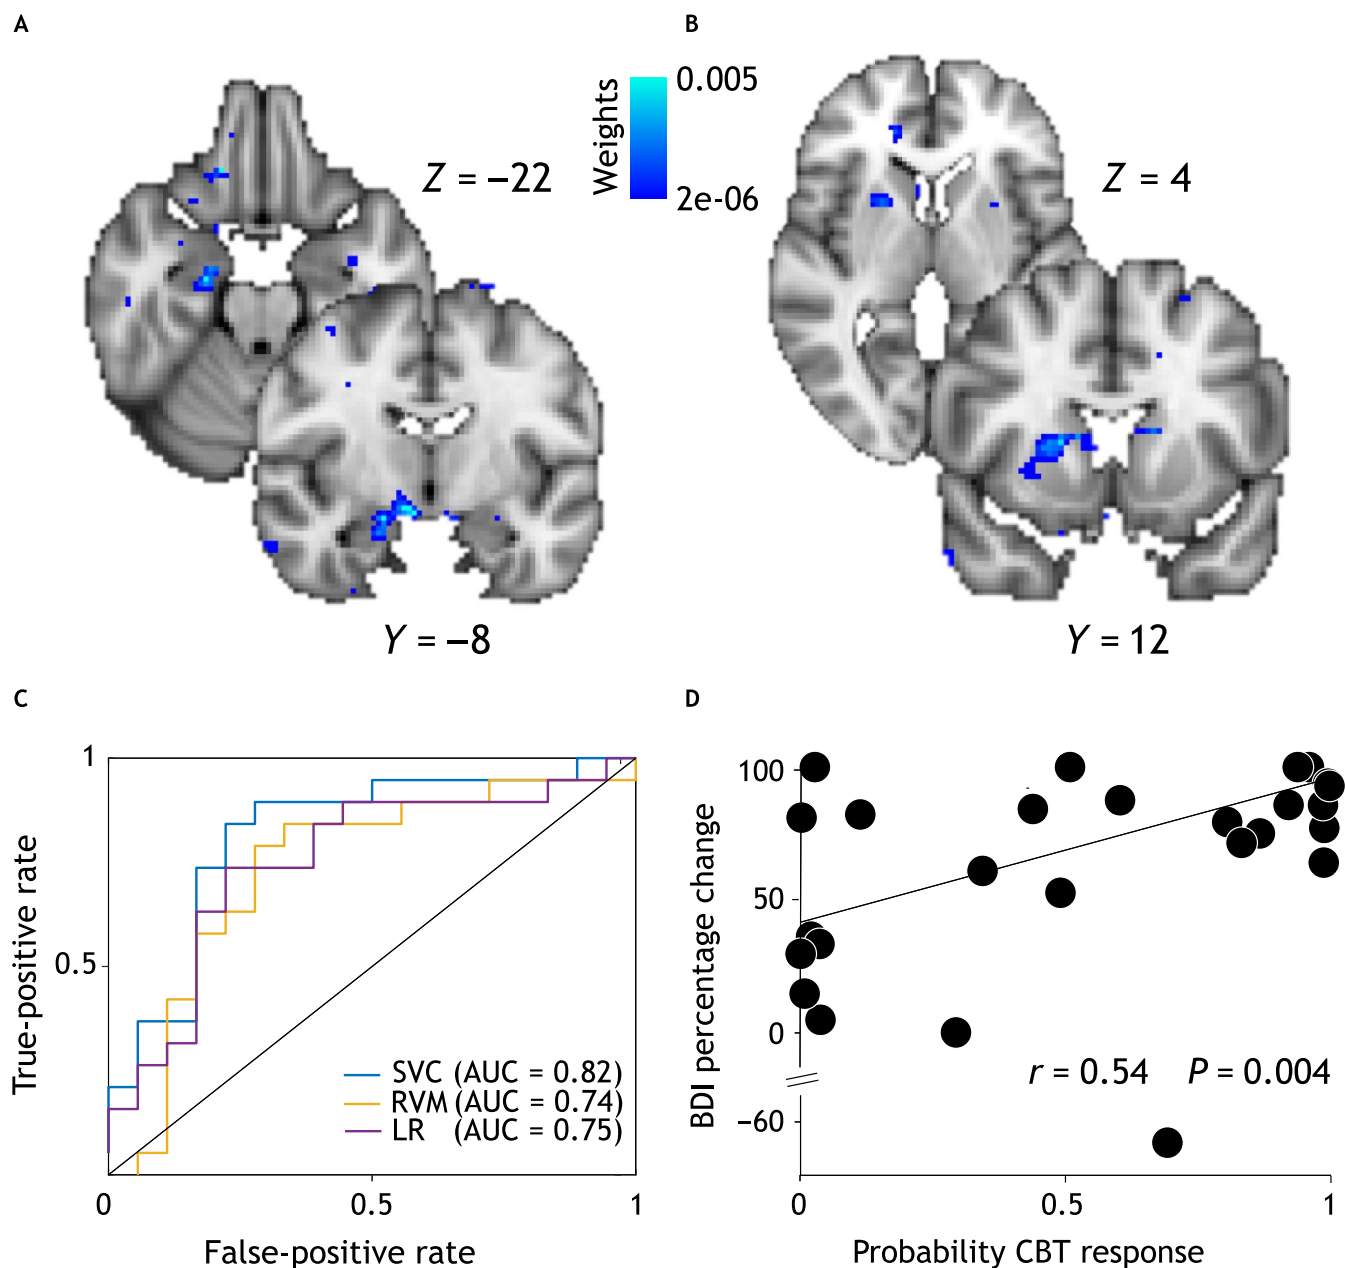 A
Z = −22
Y = −8
Weights
0.005
2e-06
B
Z = 4
Y = 12
C
True-positive rate
1
0.5
0
0.5
1
False-positive rate
SVC (AUC = 0.82)
RVM (AUC = 0.74)
LR (AUC = 0.75)
D
BDI percentage change
100
50
0
−60
r = 0.54 P = 0.004
0
0.5
1
Probability CBT response